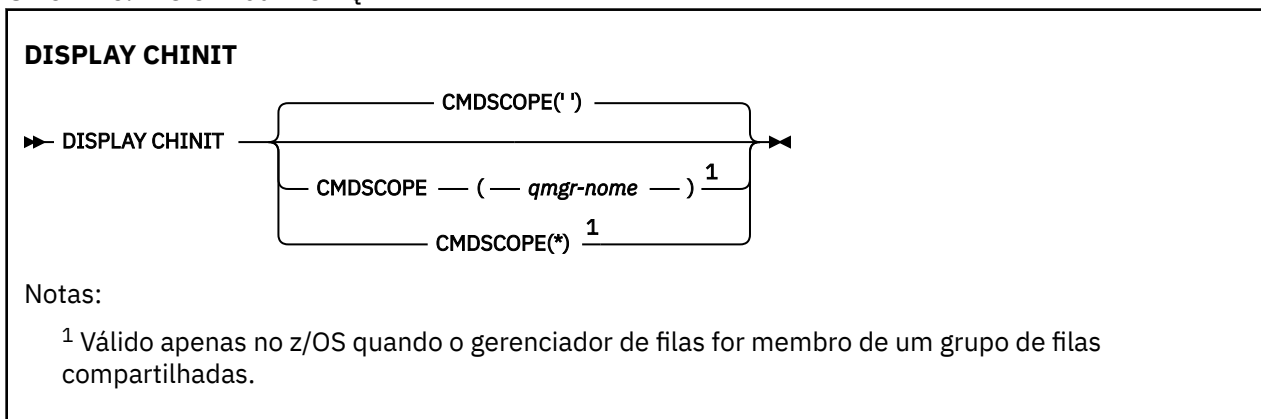 DISPLAY CHINIT
CMDSCOPE(' ')
DISPLAY CHINIT
CMDSCOPE ( qmgr-nome ) 1
CMDSCOPE(*) 1
Notas:
1 Válido apenas no z/OS quando o gerenciador de filas for membro de um grupo de filas
compartilhadas.